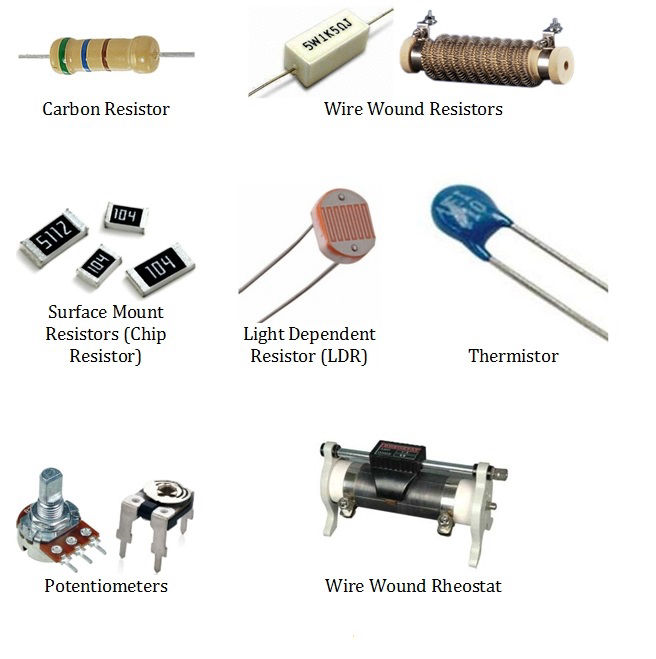 5W1K5ΩJ
Carbon Resistor
Wire Wound Resistors
5112
104
104
104
Surface Mount
Resistors (Chip
Resistor)
Light Dependent
Resistor (LDR)
Thermistor
Potentiometers
Wire Wound Rheostat